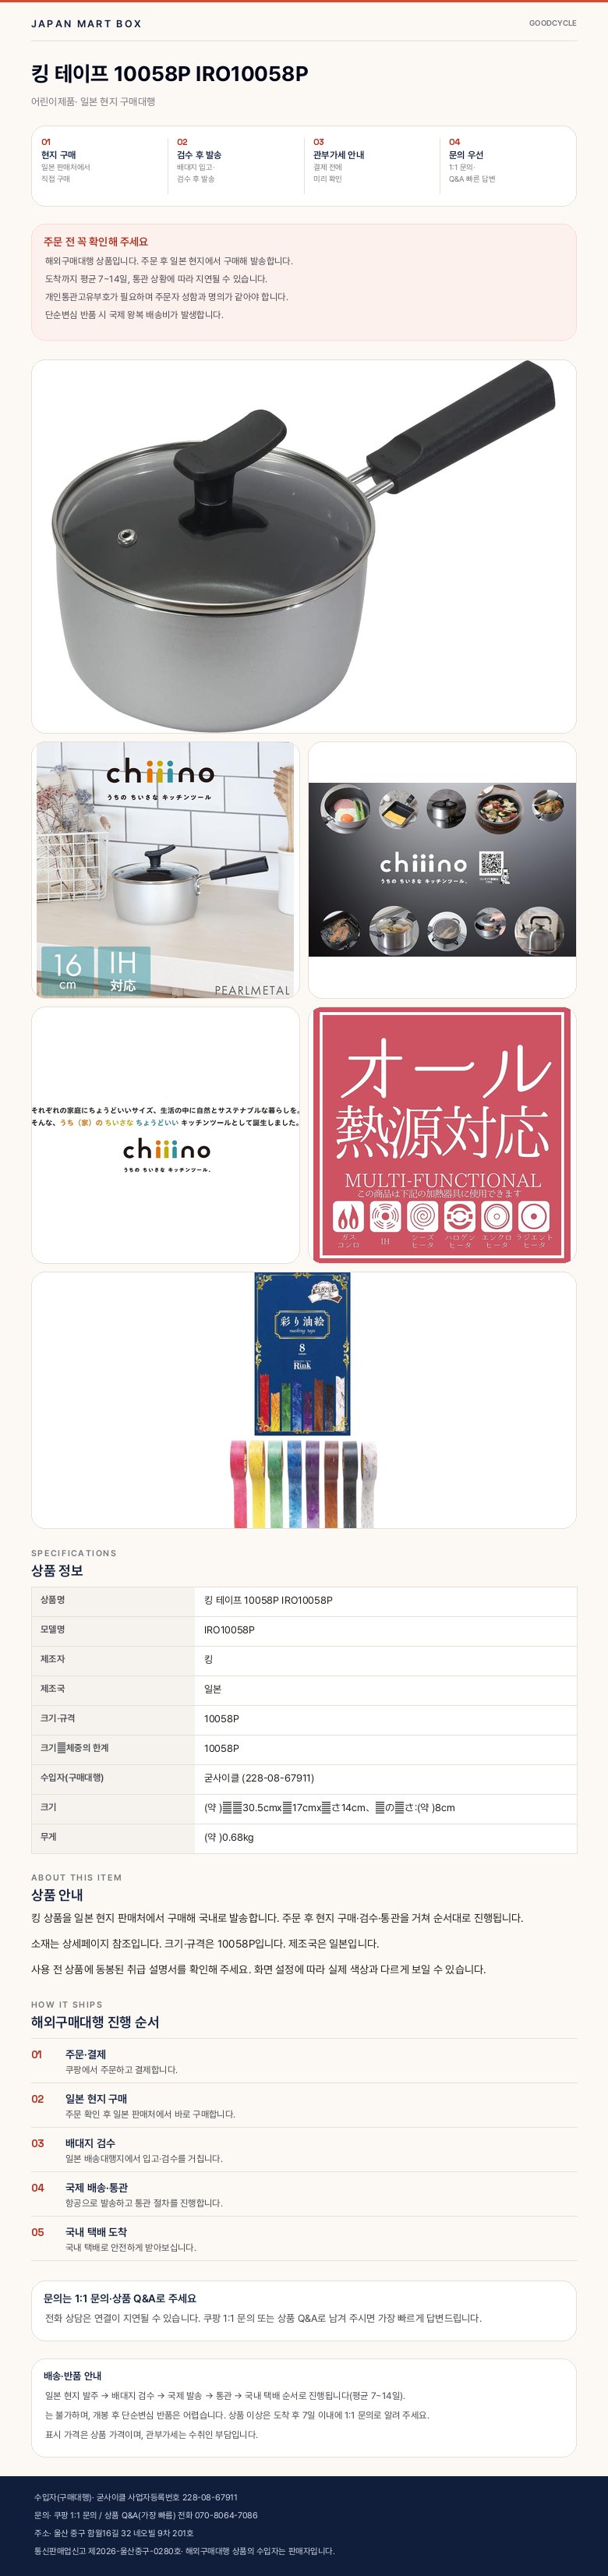 JAPAN MART BOX
GOODCYCLE
킹 테이프 10058P IRO10058P
어린이제품· 일본 현지 구매대행
01
현지 구매
일본 판매처에서
직접 구매
02
검수 후 발송
배대지 입고·
검수 후 발송
03
관부가세 안내
결제 전에
미리 확인
04
문의 우선
1:1 문의·
Q&A 빠른 답변
주문 전 꼭 확인해 주세요
해외구매대행 상품입니다. 주문 후 일본 현지에서 구매해 발송합니다.
도착까지 평균 7~14일, 통관 상황에 따라 지연될 수 있습니다.
개인통관고유부호가 필요하며 주문자 성함과 명의가 같아야 합니다.
단순변심 반품 시 국제 왕복 배송비가 발생합니다.
chiiino
うちの ちいさな キッチンツール
16
cm
IH
対応
PEARLMETAL
chiiino
うちの ちいさな キッチンツール。
それぞれの家庭にちょうどいいサイズ、生活の中に自然とサステナブルな暮らしを。
そんな、うち（家）の ちいさな ちょうどいい キッチンツールとして誕生しました。
chiiino
うちの ちいさな キッチンツール。
オール
熱源対応
MULTI-FUNCTIONAL
この商品は下記の加熱器具に使用できます
ガス
コンロ
IH
シーズ
ヒータ
ハロゲン
ヒータ
エンクロ
ヒータ
ラジエント
ヒータ
彩り油絵
masking tape
8
Rink
SPECIFICATIONS
상품 정보
상품명 킹 테이프 10058P IRO10058P
모델명 IRO10058P
제조자 킹
제조국 일본
크기·규격 10058P
크기 체중의 한계 10058P
수입자(구매대행) 굳사이클 (228-08-67911)
크기 (약 )30.5cmx17cmxさ14cm、のさ:(약 )8cm
무게 (약 )0.68kg
ABOUT THIS ITEM
상품 안내
킹 상품을 일본 현지 판매처에서 구매해 국내로 발송합니다. 주문 후 현지 구매·검수·통관을 거쳐 순서대로 진행됩니다.
소재는 상세페이지 참조입니다. 크기·규격은 10058P입니다. 제조국은 일본입니다.
사용 전 상품에 동봉된 취급 설명서를 확인해 주세요. 화면 설정에 따라 실제 색상과 다르게 보일 수 있습니다.
HOW IT SHIPS
해외구매대행 진행 순서
01 주문·결제
쿠팡에서 주문하고 결제합니다.
02 일본 현지 구매
주문 확인 후 일본 판매처에서 바로 구매합니다.
03 배대지 검수
일본 배송대행지에서 입고·검수를 거칩니다.
04 국제 배송·통관
항공으로 발송하고 통관 절차를 진행합니다.
05 국내 택배 도착
국내 택배로 안전하게 받아보십니다.
문의는 1:1 문의·상품 Q&A로 주세요
전화 상담은 연결이 지연될 수 있습니다. 쿠팡 1:1 문의 또는 상품 Q&A로 남겨 주시면 가장 빠르게 답변드립니다.
배송·반품 안내
일본 현지 발주 → 배대지 검수 → 국제 발송 → 통관 → 국내 택배 순서로 진행됩니다(평균 7~14일).
는 불가하며, 개봉 후 단순변심 반품은 어렵습니다. 상품 이상은 도착 후 7일 이내에 1:1 문의로 알려 주세요.
표시 가격은 상품 가격이며, 관부가세는 수취인 부담입니다.
수입자(구매대행)· 굳사이클 사업자등록번호 228-08-67911
문의· 쿠팡 1:1 문의 / 상품 Q&A(가장 빠름) 전화 070-8064-7086
주소· 울산 중구 함월16길 32 네오빌 9차 201호
통신판매업신고 제2026-울산중구-0280호· 해외구매대행 상품의 수입자는 판매자입니다.